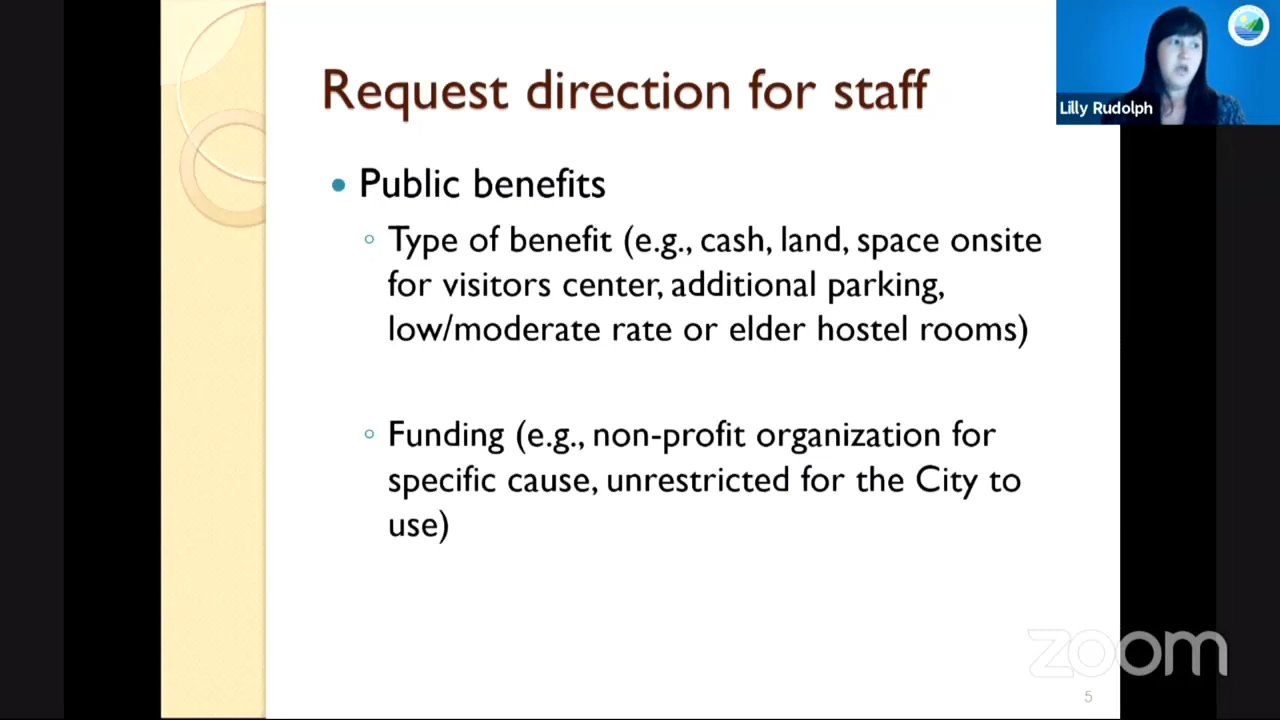 Request direction for staff
Lilly Rudolph
• Public benefits
◦ Type of benefit (e.g., cash, land, space onsite
for visitors center, additional parking,
low/moderate rate or elder hostel rooms)
◦ Funding (e.g., non-profit organization for
specific cause, unrestricted for the City to
use)
zoom
5